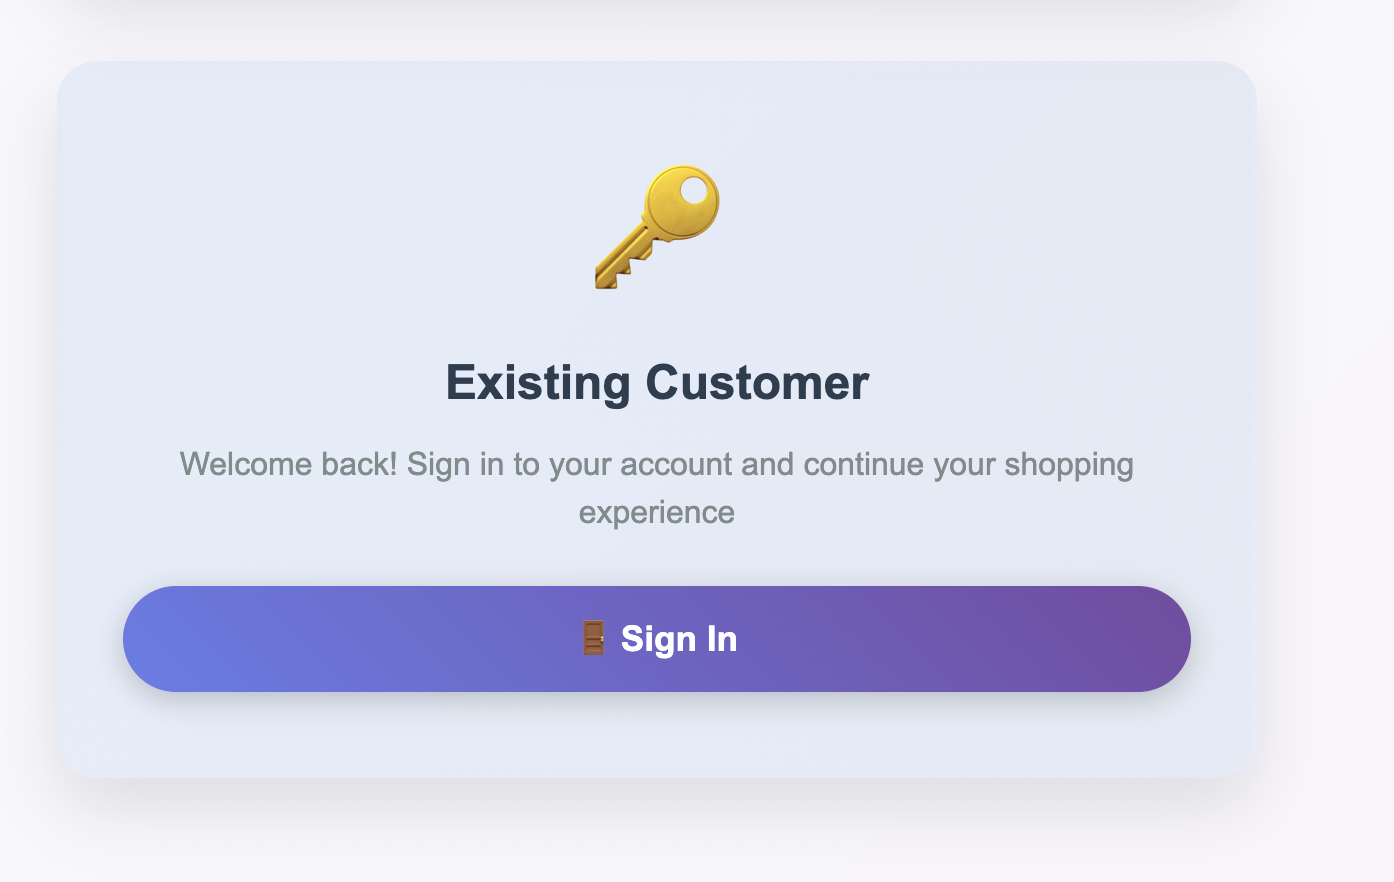 Existing Customer
Welcome back! Sign in to your account and continue your shopping
experience
Sign In